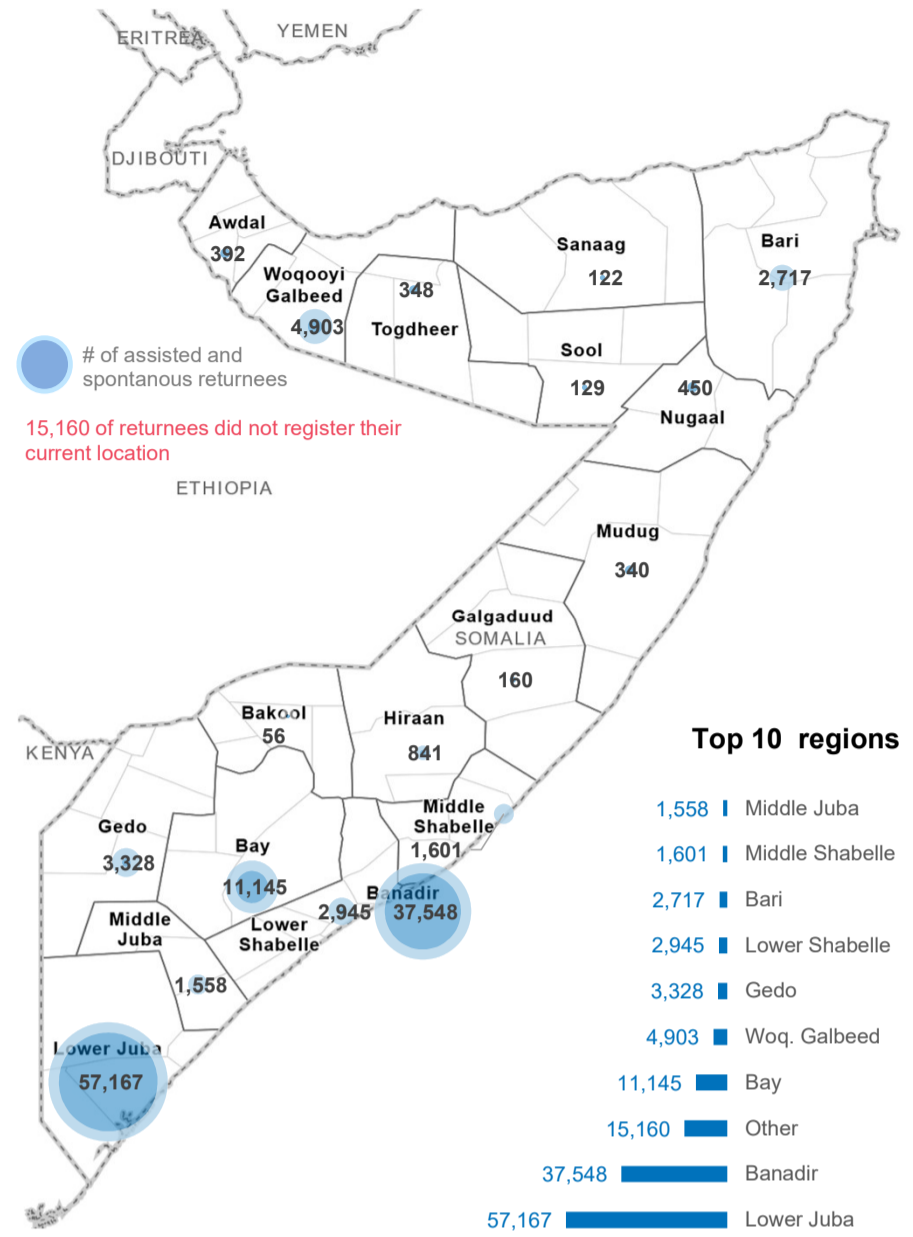 ERITREA
YEMEN
DJIBOUTI
Awdal
392
Woqooyi
Galbeed
4,903
348
Togdheer
Sanaag
122
Bari
2,717
Sool
129
450
Nugaal
# of assisted and
spontanous returnees
15,160 of returnees did not register their
current location
ETHIOPIA
Mudug
340
Galgaduud
SOMALIA
160
Bakool
56
Hiraan
841
KENYA
Middle
Shabelle
1,601
Gedo
3,328
Bay
11,145
Banadir
37,548
2,945
Lower
Shabelle
Middle
Juba
1,558
Lower Juba
57,167
Top 10 regions
1,558 Middle Juba
1,601 Middle Shabelle
2,717 Bari
2,945 Lower Shabelle
3,328 Gedo
4,903 Woq. Galbeed
11,145 Bay
15,160 Other
37,548 Banadir
57,167 Lower Juba